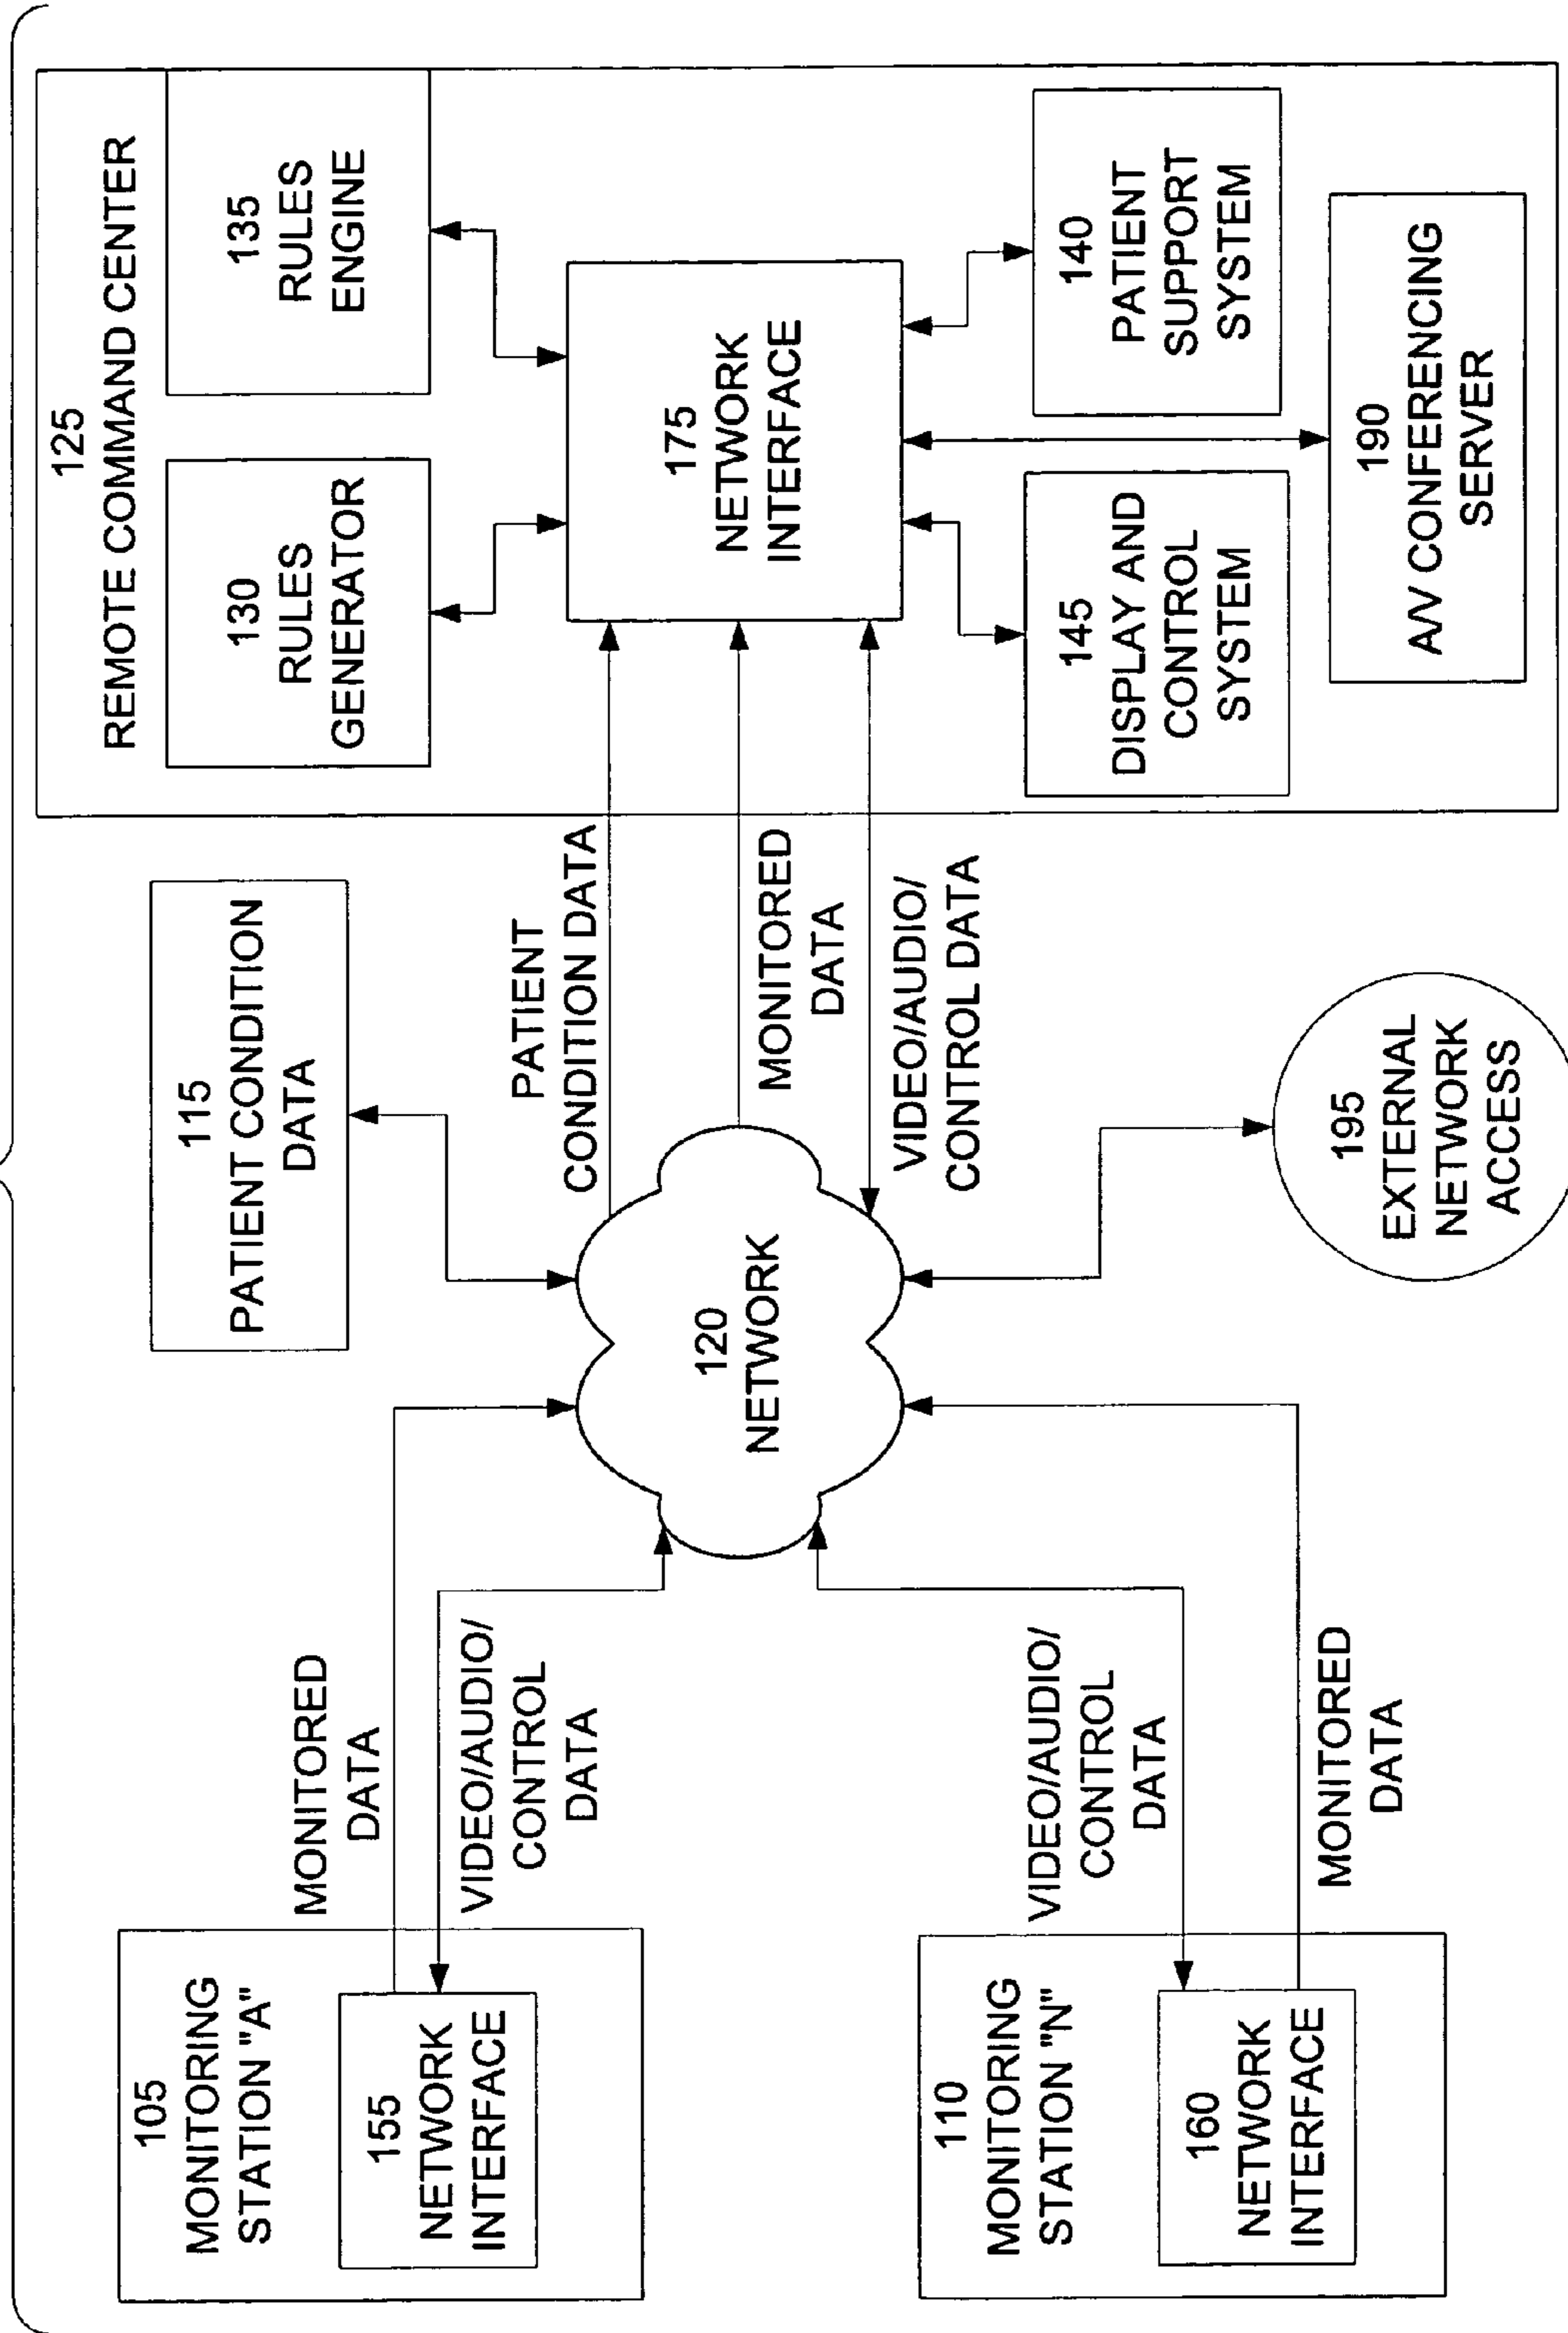 105
MONITORING
STATION "A"
155
NETWORK
INTERFACE
MONITORED
DATA
VIDEO/AUDIO/
CONTROL
DATA
110
MONITORING
STATION "N"
160
NETWORK
INTERFACE
VIDEO/AUDIO/
CONTROL
DATA
MONITORED
DATA
115
PATIENT CONDITION
DATA
120
NETWORK
195
EXTERNAL
NETWORK
ACCESS
PATIENT
CONDITION DATA
MONITORED
DATA
VIDEO/AUDIO/
CONTROL DATA
125
REMOTE COMMAND CENTER
130
RULES
GENERATOR
135
RULES
ENGINE
175
NETWORK
INTERFACE
145
DISPLAY AND
CONTROL
SYSTEM
140
PATIENT
SUPPORT
SYSTEM
190
A/V CONFERENCING
SERVER